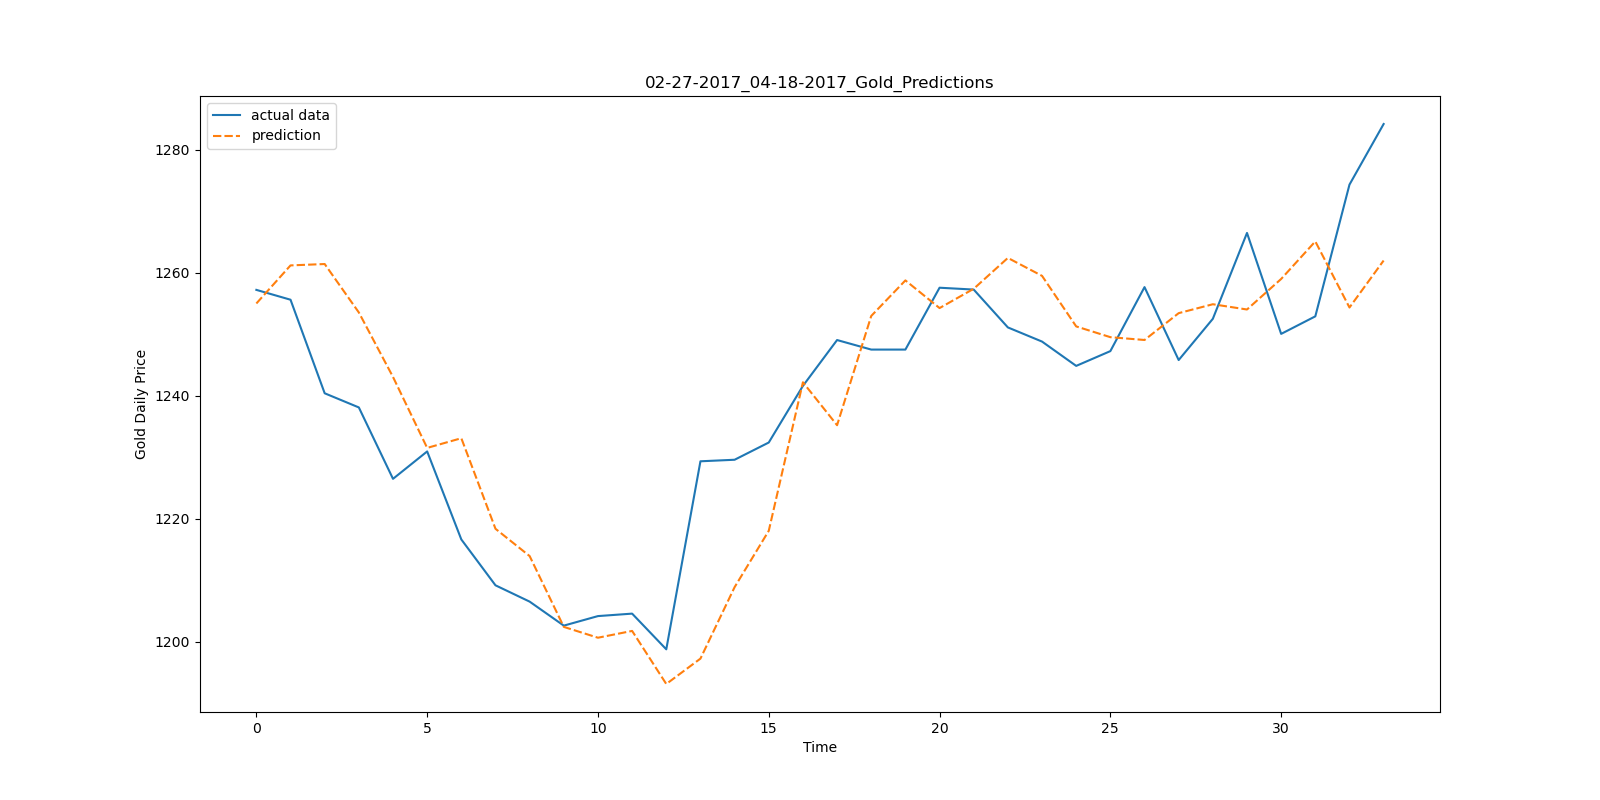 02-27-2017_04-18-2017_Gold_Predictions
actual data
prediction
1280
1260
1240
1220
1200
Gold Daily Price
0 5 10 15 20 25 30
Time